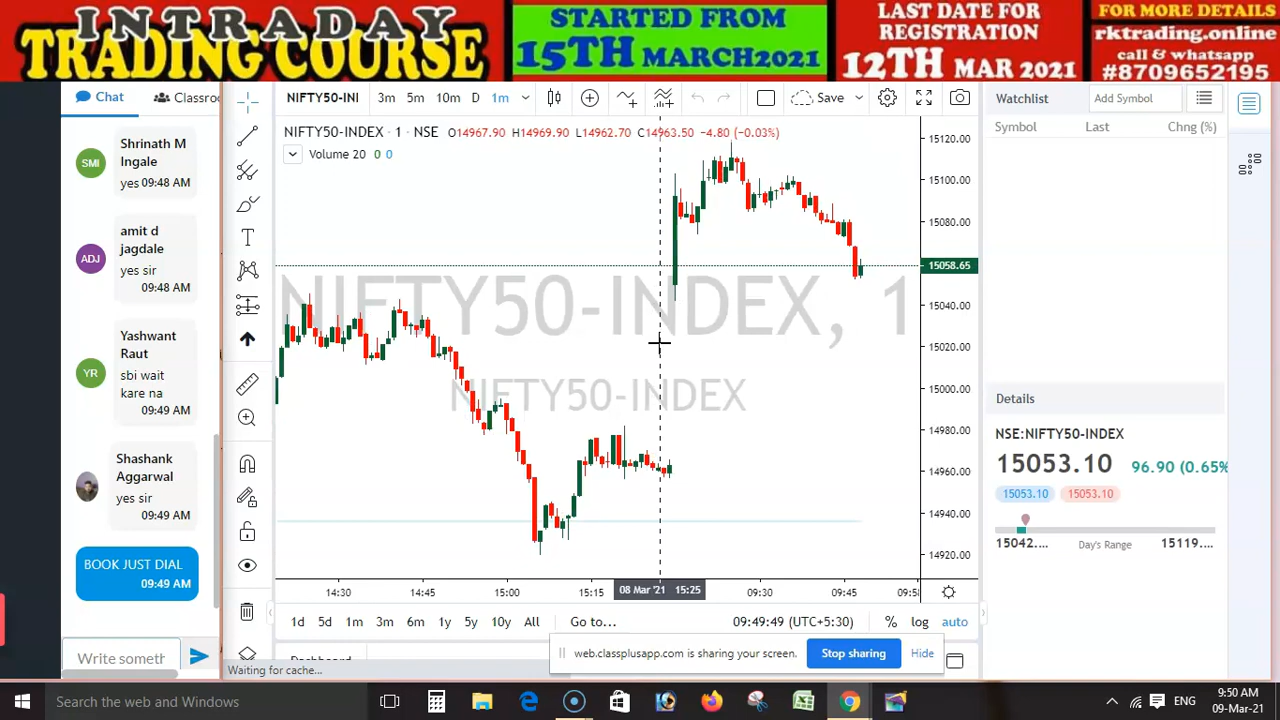 INTRADAY
TRADING COURSE
STARTED FROM
15TH MARCH2021
LAST DATE FOR
REGISTRATION
12TH MAR 2021
FOR MORE DETAILS
rktrading.online
call & whatsapp
#8709652195
Chat
Classroo
SMI
Shrinath M
Ingale
yes 09:48 AM
ADJ
amit d
jagdale
yes sir
09:48 AM
YR
Yashwant
Raut
sbi wait
kare na
09:49 AM
Shashank
Aggarwal
yes sir
09:49 AM
BOOK JUST DIAL
09:49 AM
Write someth
NIFTY50-INI
3m 5m 10m D 1m
Save
NIFTY50-INDEX · 1 · NSE O14967.90 H14969.90 L14962.70 C14963.50 -4.80 (-0.03%)
Volume 20 0 0
NIFTY50-INDEX, 1
NIFTY50-INDEX
15120.00
15100.00
15080.00
15058.65
15040.00
15020.00
15000.00
14980.00
14960.00
14940.00
14920.00
14:30 14:45 15:00 15:15 08 Mar '21 15:25 09:30 09:45 09:58
1d 5d 1m 3m 6m 1y 5y 10y All Go to... 09:49:49 (UTC+5:30) % log auto
Watchlist
Add Symbol
Symbol Last Chng (%)
Details
NSE:NIFTY50-INDEX
15053.10 96.90 (0.65%
15053.10 15053.10
15042.... Day's Range 15119....
web.classplusapp.com is sharing your screen. Stop sharing Hide
Dashboard
Waiting for cache...
Search the web and Windows
ENG
9:50 AM
09-Mar-21